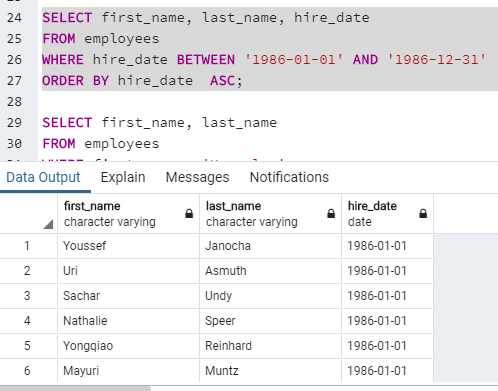 24 SELECT first_name, last_name, hire_date
25 FROM employees
26 WHERE hire_date BETWEEN '1986-01-01' AND '1986-12-31'
27 ORDER BY hire_date  ASC;
28
29 SELECT first_name, last_name
30 FROM employees
Data Output Explain Messages Notifications
first_name last_name hire_date
character varying character varying date
1 Youssef Janocha 1986-01-01
2 Uri Asmuth 1986-01-01
3 Sachar Undy 1986-01-01
4 Nathalie Speer 1986-01-01
5 Yongqiao Reinhard 1986-01-01
6 Mayuri Muntz 1986-01-01